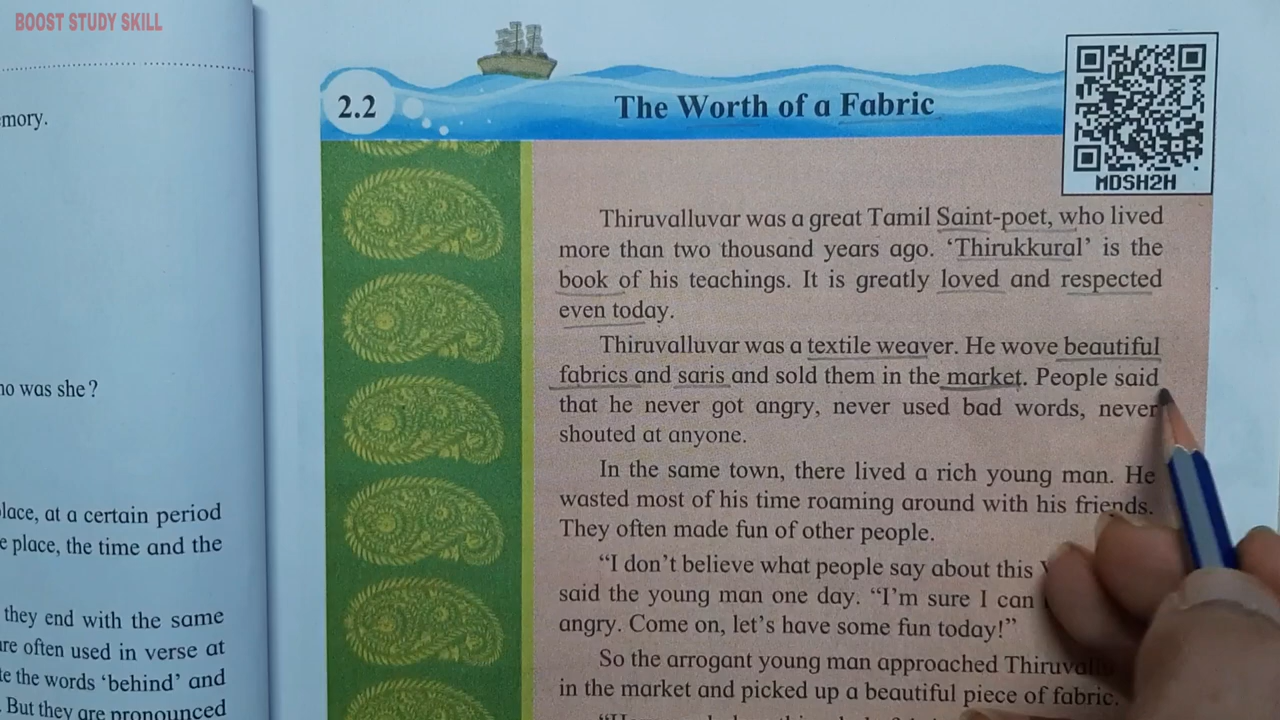 BOOST STUDY SKILL
emory.
no was she?
lace, at a certain period
e place, the time and the
they end with the same
are often used in verse at
the words 'behind' and
But they are pronounced
2.2
The Worth of a Fabric
MDSH2H
Thiruvalluvar was a great Tamil Saint-poet, who lived
more than two thousand years ago. ‘Thirukkural’ is the
book of his teachings. It is greatly loved and respected
even today.
Thiruvalluvar was a textile weaver. He wove beautiful
fabrics and saris and sold them in the market. People said
that he never got angry, never used bad words, never
shouted at anyone.
In the same town, there lived a rich young man. He
wasted most of his time roaming around with his friends.
They often made fun of other people.
“I don’t believe what people say about this
said the young man one day. “I’m sure I can
angry. Come on, let’s have some fun today!”
So the arrogant young man approached
in the market and picked up a beautiful piece of fabric.